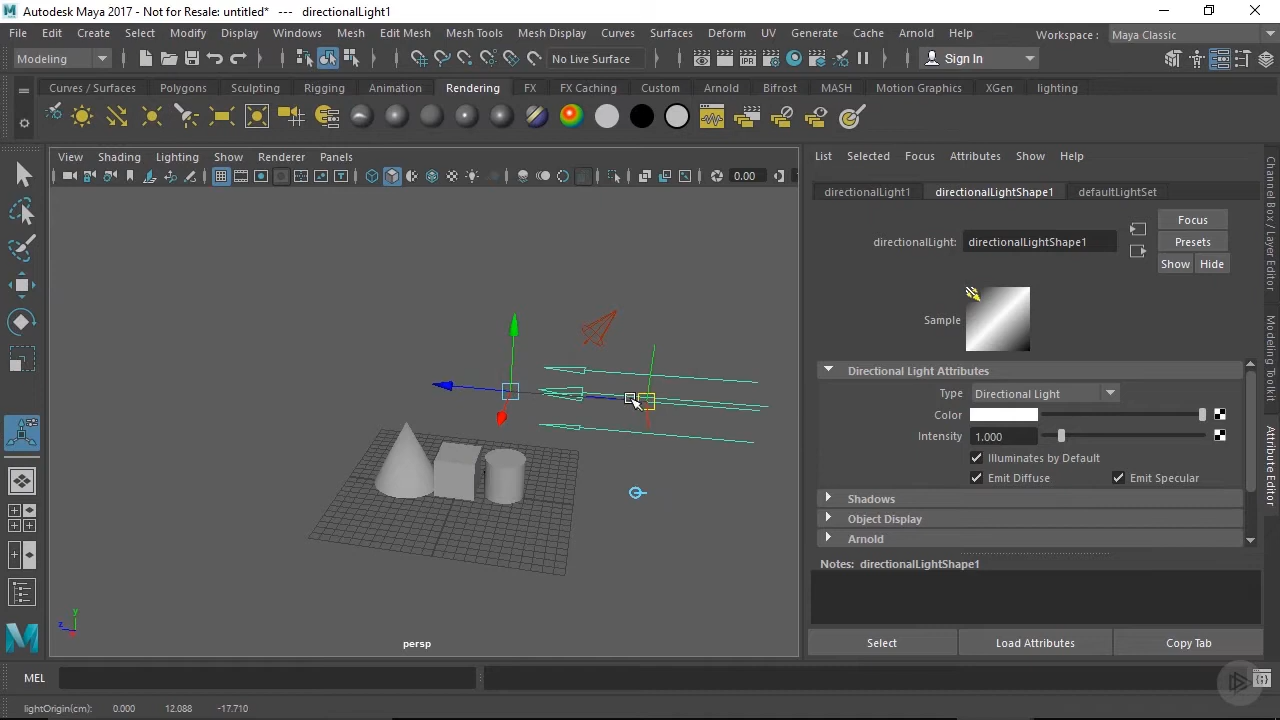 Autodesk Maya 2017 - Not for Resale: untitled*   ---   directionalLight1
File Edit Create Select Modify Display Windows Mesh Edit Mesh Mesh Tools Mesh Display Curves Surfaces Deform UV Generate Cache Arnold Help Workspace : Maya Classic
Modeling No Live Surface Sign In
Curves / Surfaces Polygons Sculpting Rigging Animation Rendering FX FX Caching Custom Arnold Bifrost MASH Motion Graphics XGen lighting
View Shading Lighting Show Renderer Panels
0.00
persp
y
z
List Selected Focus Attributes Show Help
directionalLight1 directionalLightShape1 defaultLightSet
Focus
directionalLight: directionalLightShape1 Presets
Show Hide
Sample
Directional Light Attributes
Type Directional Light
Color
Intensity 1.000
Illuminates by Default
Emit Diffuse Emit Specular
Shadows
Object Display
Arnold
Notes: directionalLightShape1
Select Load Attributes Copy Tab
Channel Box / Layer Editor
Modeling Toolkit
Attribute Editor
MEL
lightOrigin(cm): 0.000 12.088 -17.710